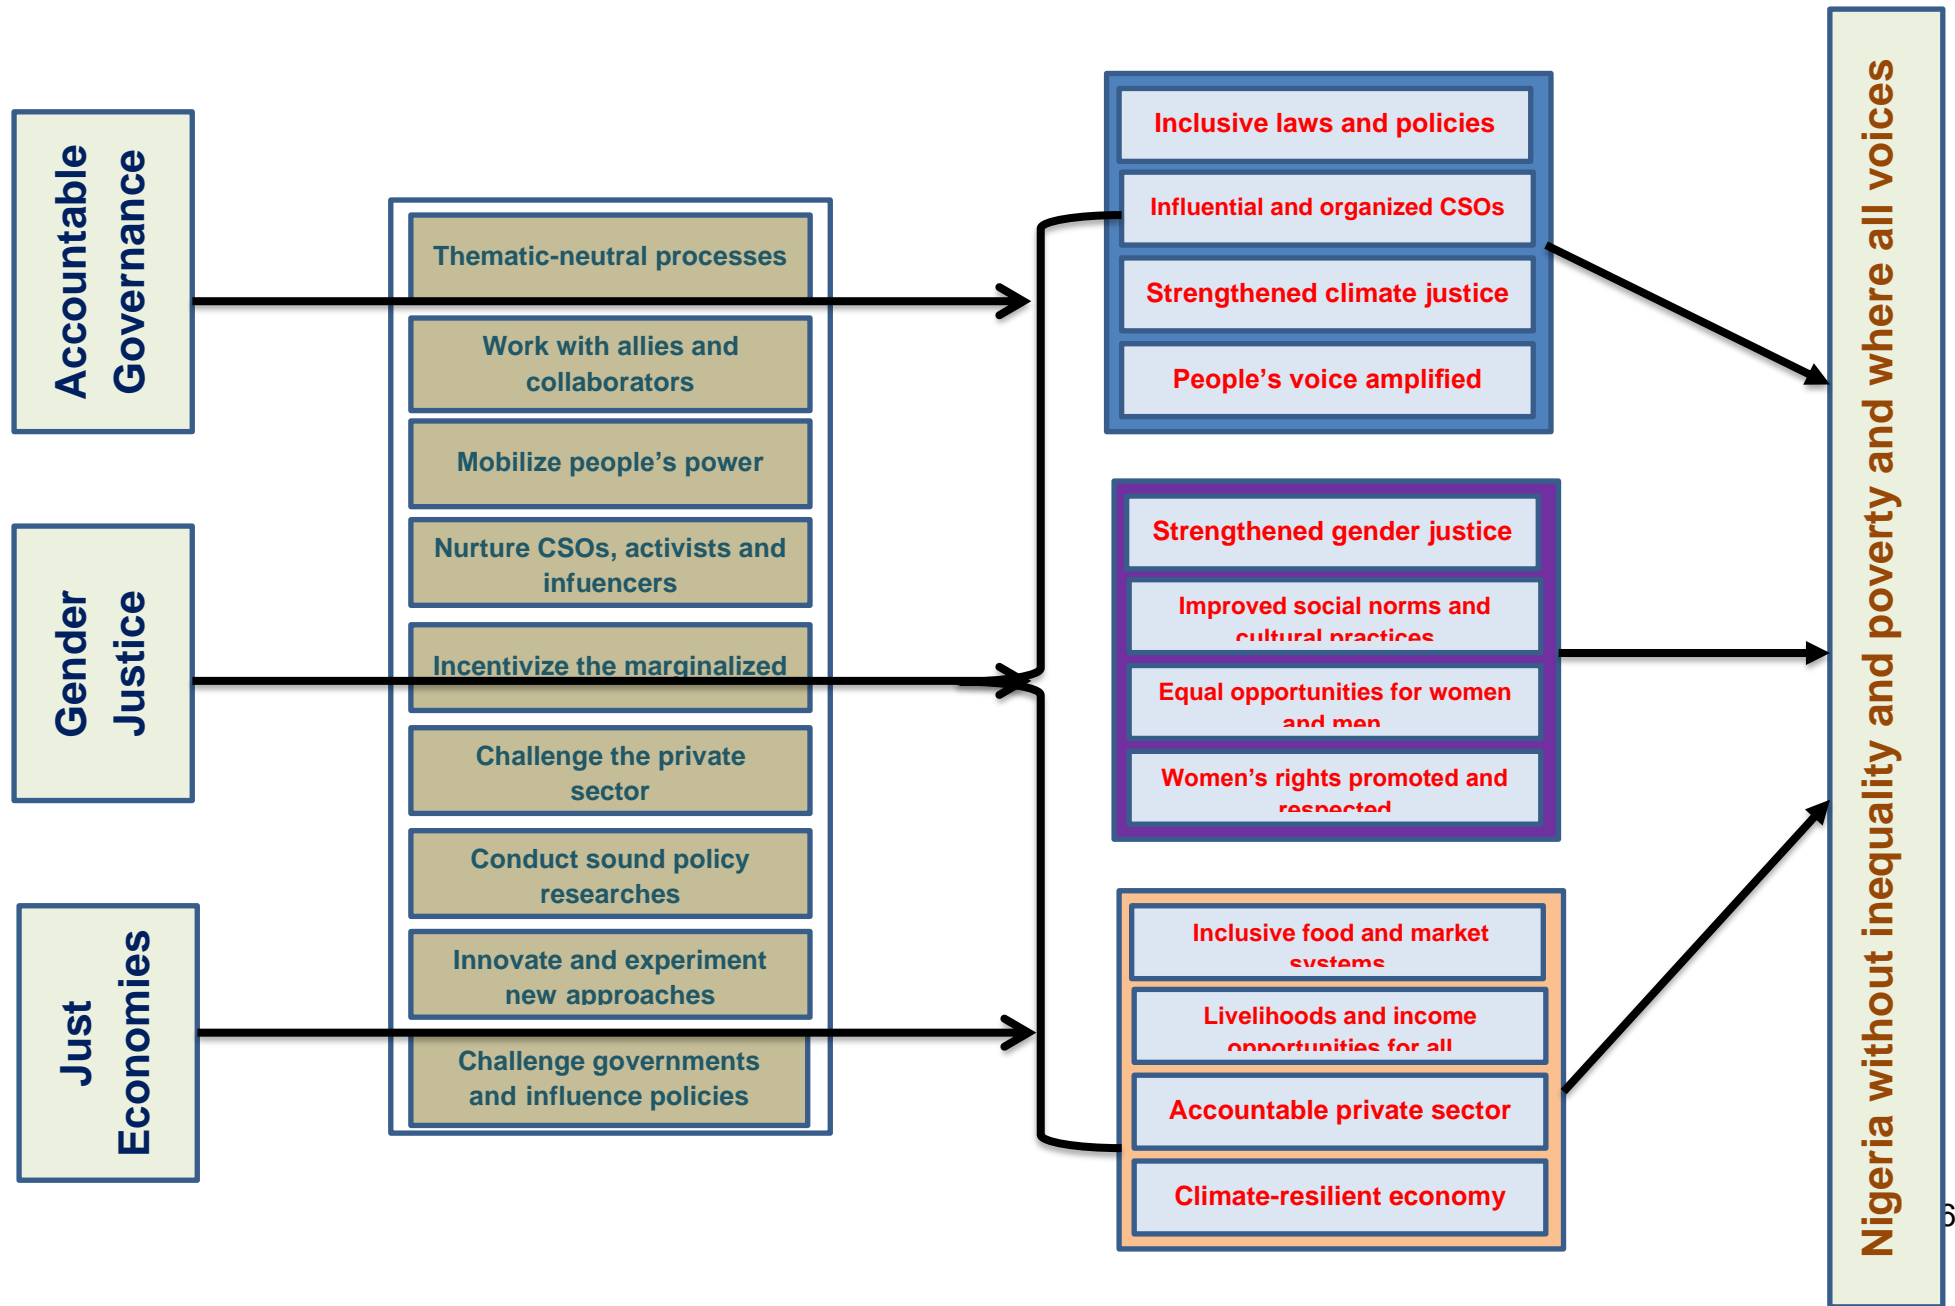 Accountable
Governance
Gender
Justice
Just
Economies
Thematic-neutral processes
Work with allies and
collaborators
Mobilize people’s power
Nurture CSOs, activists and
infuencers
Incentivize the marginalized
Challenge the private
sector
Conduct sound policy
researches
Innovate and experiment
new approaches
Challenge governments
and influence policies
Inclusive laws and policies
Influential and organized CSOs
Strengthened climate justice
People’s voice amplified
Strengthened gender justice
Improved social norms and
cultural practices
Equal opportunities for women
and men
Women’s rights promoted and
respected
Inclusive food and market
systems
Livelihoods and income
opportunities for all
Accountable private sector
Climate-resilient economy
Nigeria without inequality and poverty and where all voices
6